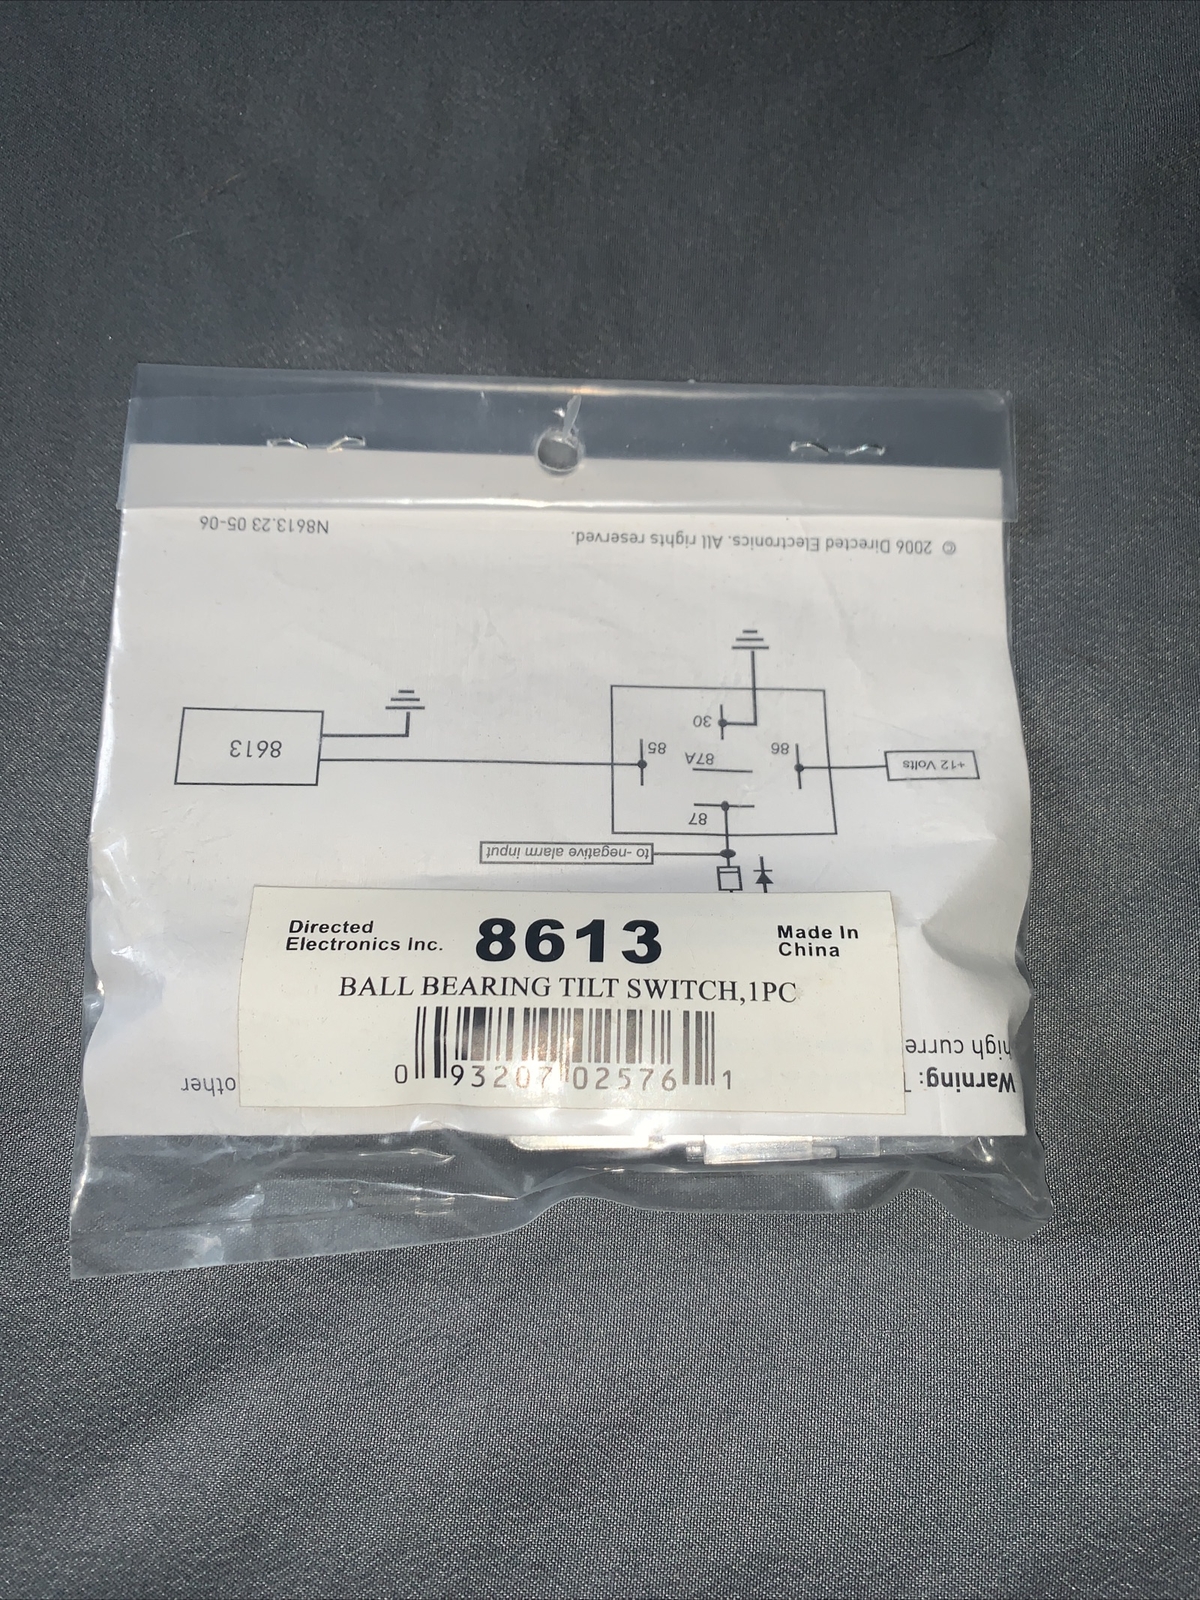 N8613.23 05-06
© 2006 Directed Electronics. All rights reserved.
30
8613
85
87A
86
+12 Volts
87
to -negative alarm input
Directed
Electronics Inc.
8613
Made In
China
BALL BEARING TILT SWITCH,1PC
0 93207 02576 1
high curre
Warning:
other